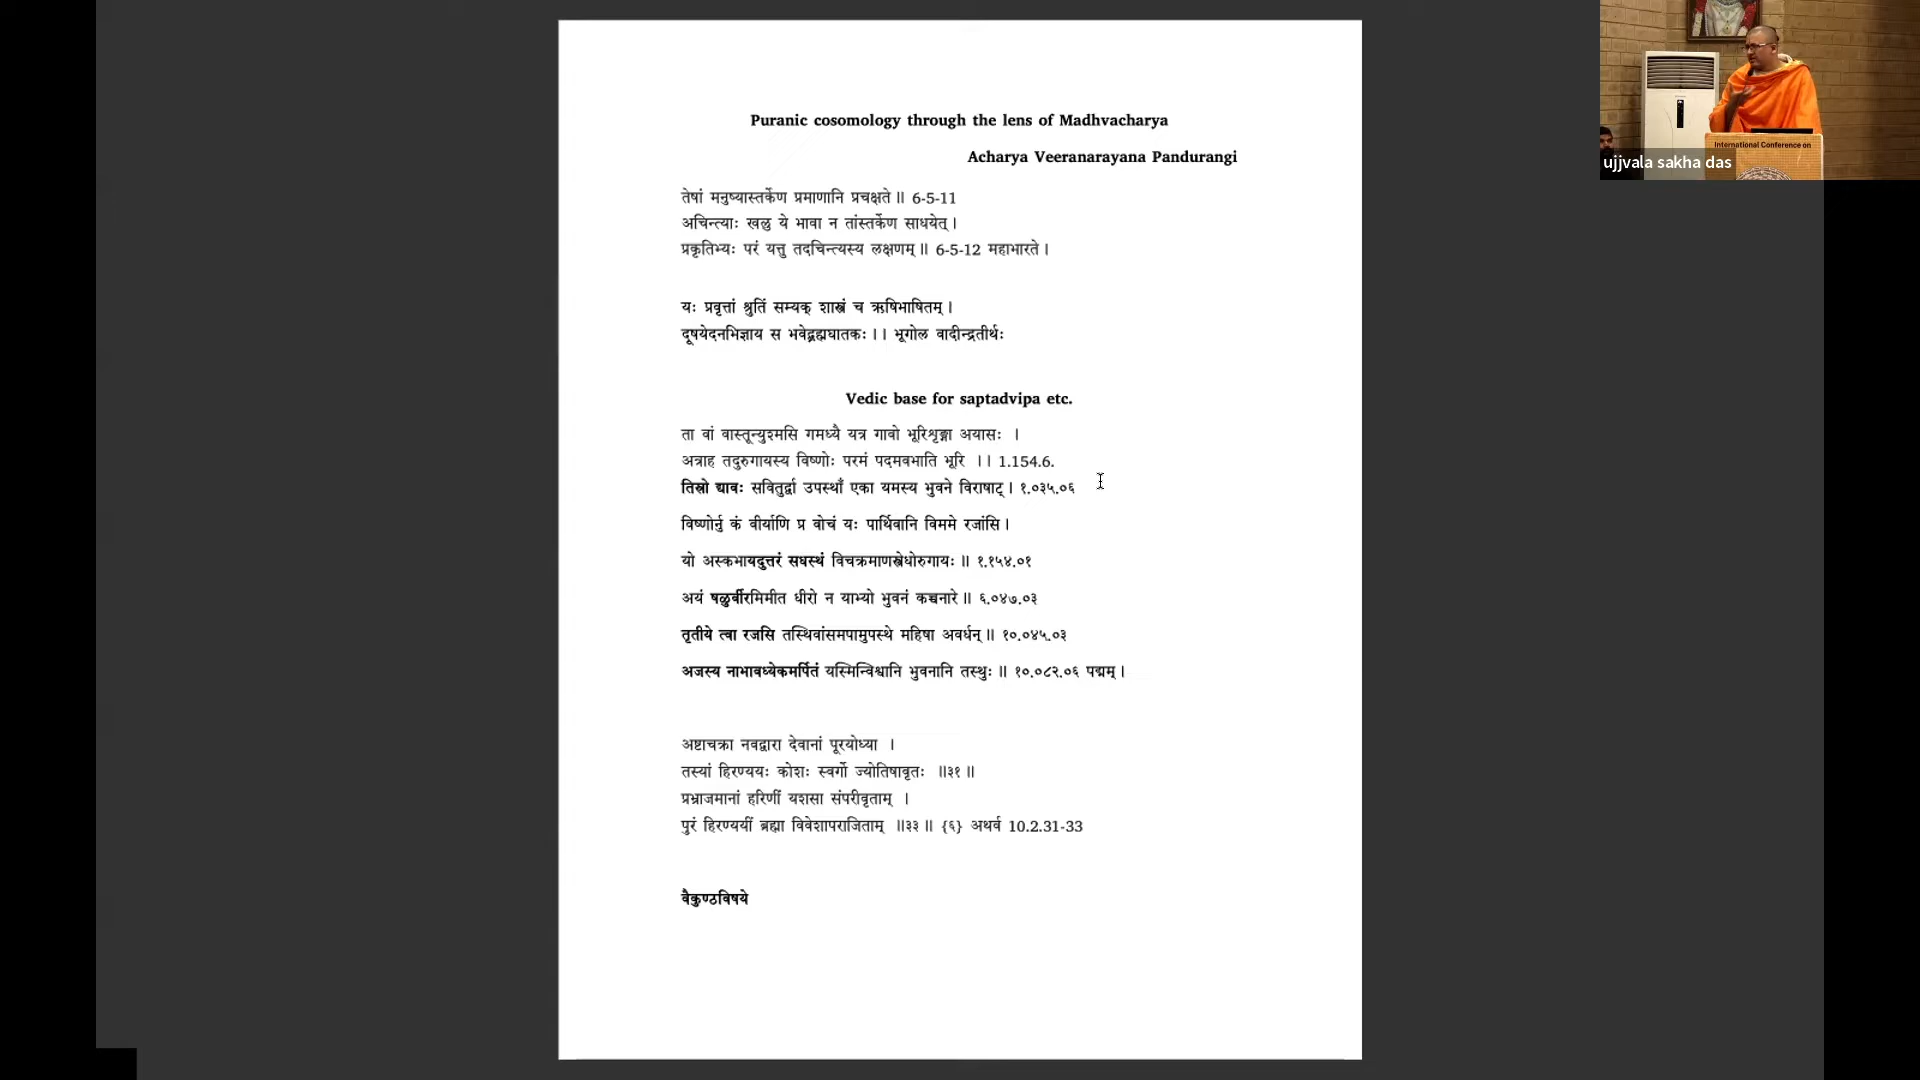 Puranic cosomology through the lens of Madhvacharya
Acharya Veeranarayana Pandurangi
तेषां मनुष्यास्तर्केण प्रमाणानि प्रचक्षते॥ 6-5-11
अचिन्त्याः खलु ये भावा न तांस्तर्केण साधयेत्।
प्रकृतिभ्यः परं यत्तु तदचिन्त्यस्य लक्षणम्॥ 6-5-12 महाभारते।
यः प्रवृत्तां श्रुतिं सम्यक् शास्त्रं च ऋषिभाषितम्।
दूषयेदनभिज्ञाय स भवेद्ब्रह्मघातकः।। भूगोल वादीन्द्रतीर्थः
Vedic base for saptadvipa etc.
ता वां वास्तून्युश्मसि गमध्यै यत्र गावो भूरिशृङ्गा अयासः ।
अत्राह तदुरुगायस्य विष्णोः परमं पदमवभाति भूरि ।। 1.154.6.
तिस्रो द्यावः सवितुर्द्वा उपस्थाँ एका यमस्य भुवने विराषाट्। १.०३५.०६
विष्णोर्नु कं वीर्याणि प्र वोचं यः पार्थिवानि विममे रजांसि।
यो अस्कभायदुत्तरं सधस्थं विचक्रमाणस्त्रेधोरुगायः॥ १.१५४.०१
अयं षळुर्वीरमिमीत धीरो न याभ्यो भुवनं कच्चनारे॥ ६.०४७.०३
तृतीये त्वा रजसि तस्थिवांसमपामुपस्थे महिषा अवर्धन्॥ १०.०४५.०३
अजस्य नाभावध्येकमर्पितं यस्मिन्विश्वानि भुवनानि तस्थुः॥ १०.०८२.०६ पद्मम्।
अष्टाचक्रा नवद्वारा देवानां पूरयोध्या ।
तस्यां हिरण्ययः कोशः स्वर्गो ज्योतिषावृतः ॥३१॥
प्रभ्राजमानां हरिणीं यशसा संपरीवृताम् ।
पुरं हिरण्ययीं ब्रह्मा विवेशापराजिताम् ॥३३॥ {६} अथर्व 10.2.31-33
वैकुण्ठविषये
International Conference on
ujjvala sakha das